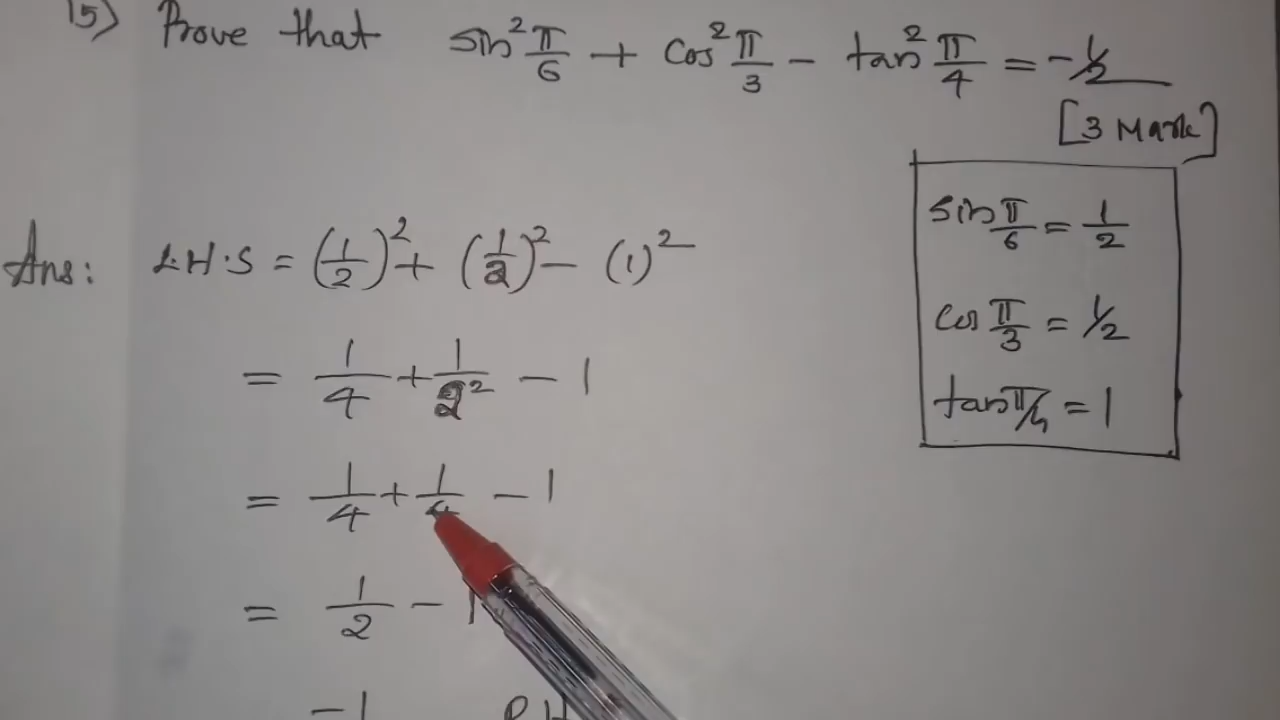 15) Prove that sin²π/6 + cos²π/3 - tan²π/4 = -1/2
[3 Mark]
sin π/6 = 1/2
cos π/3 = 1/2
tan π/4 = 1
Ans: L.H.S = (1/2)² + (1/2)² - (1)²
= 1/4 + 1/2² - 1
= 1/4 + 1/4 - 1
= 1/2 - 1
-1 R.H